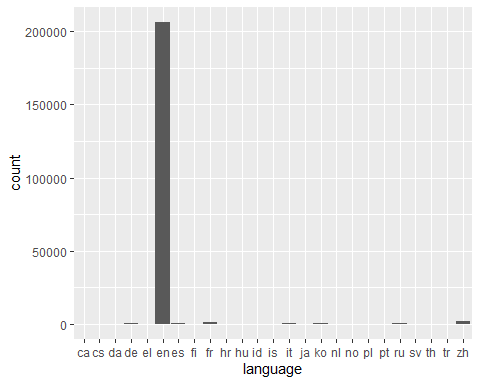 200000
150000
100000
50000
0
count
ca cs da de el en es fi fr hr hu id is it ja ko nl no pl pt ru sv th tr zh
language